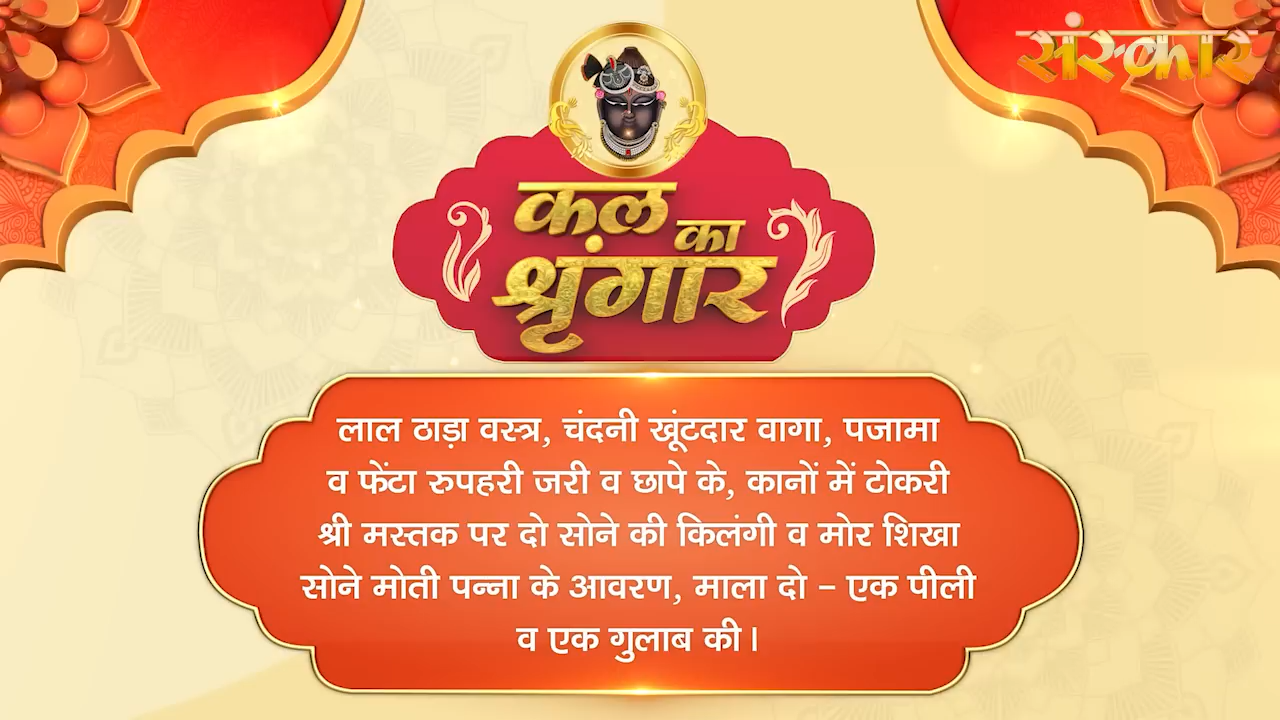 संस्कार
कल का
श्रृंगार
लाल ठाड़ा वस्त्र, चंदनी खूंटदार वागा, पजामा
व फेंटा रुपहरी जरी व छापे के, कानों में टोकरी
श्री मस्तक पर दो सोने की किलंगी व मोर शिखा
सोने मोती पन्ना के आवरण, माला दो – एक पीली
व एक गुलाब की।